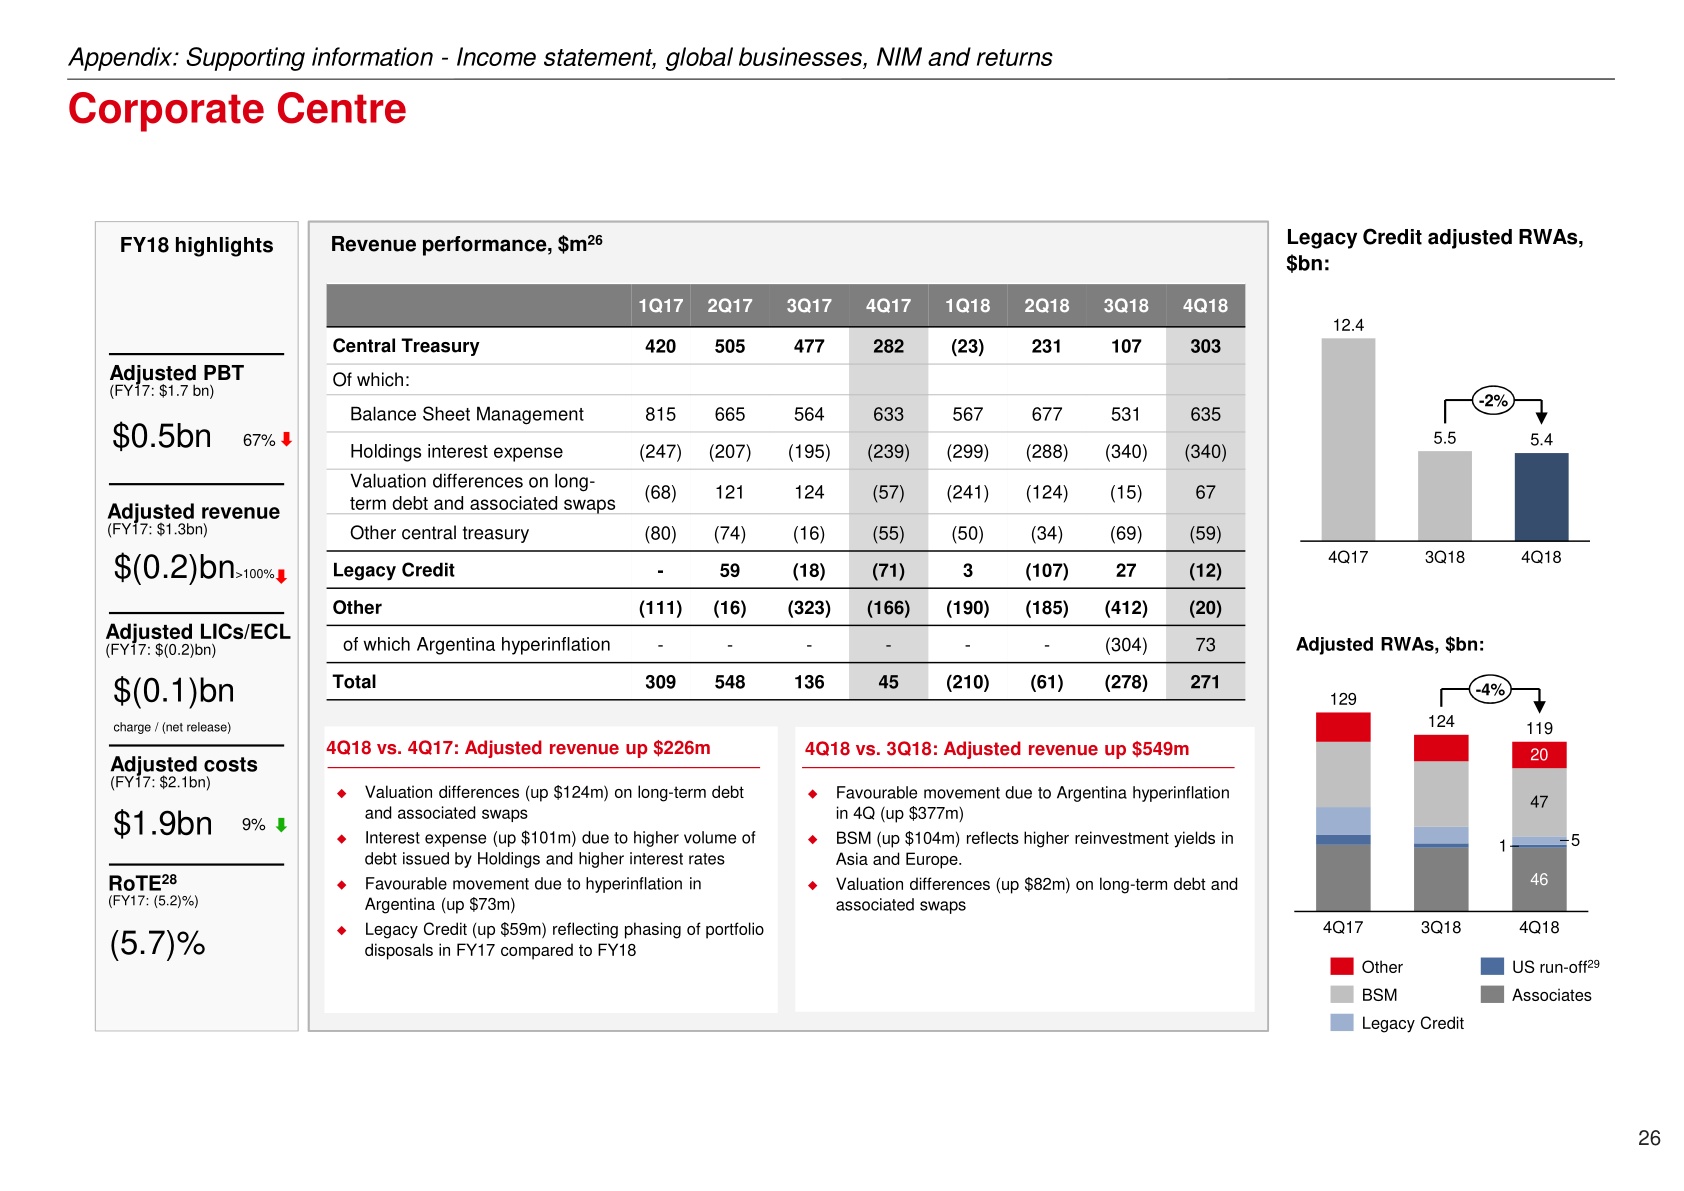 Appendix: Supporting information - Income statement, global businesses, NIM and returns
Corporate Centre
FY18 highlights
Adjusted PBT
(FY17: $1.7 bn)
$0.5bn 67%
Adjusted revenue
(FY17: $1.3bn)
$(0.2)bn >100%
Adjusted LICs/ECL
(FY17: $(0.2)bn)
$(0.1)bn
charge / (net release)
Adjusted costs
(FY17: $2.1bn)
$1.9bn 9%
RoTE28
(FY17: (5.2)%)
(5.7)%
Revenue performance, $m26
1Q17 2Q17 3Q17 4Q17 1Q18 2Q18 3Q18 4Q18
Central Treasury 420 505 477 282 (23) 231 107 303
Of which:
Balance Sheet Management 815 665 564 633 567 677 531 635
Holdings interest expense (247) (207) (195) (239) (299) (288) (340) (340)
Valuation differences on long-
term debt and associated swaps (68) 121 124 (57) (241) (124) (15) 67
Other central treasury (80) (74) (16) (55) (50) (34) (69) (59)
Legacy Credit - 59 (18) (71) 3 (107) 27 (12)
Other (111) (16) (323) (166) (190) (185) (412) (20)
of which Argentina hyperinflation - - - - - - (304) 73
Total 309 548 136 45 (210) (61) (278) 271
4Q18 vs. 4Q17: Adjusted revenue up $226m
◆ Valuation differences (up $124m) on long-term debt
and associated swaps
◆ Interest expense (up $101m) due to higher volume of
debt issued by Holdings and higher interest rates
◆ Favourable movement due to hyperinflation in
Argentina (up $73m)
◆ Legacy Credit (up $59m) reflecting phasing of portfolio
disposals in FY17 compared to FY18
4Q18 vs. 3Q18: Adjusted revenue up $549m
◆ Favourable movement due to Argentina hyperinflation
in 4Q (up $377m)
◆ BSM (up $104m) reflects higher reinvestment yields in
Asia and Europe.
◆ Valuation differences (up $82m) on long-term debt and
associated swaps
Legacy Credit adjusted RWAs,
$bn:
12.4
-2%
5.5 5.4
4Q17 3Q18 4Q18
Adjusted RWAs, $bn:
-4%
129 124 119
20
47
5
1
46
4Q17 3Q18 4Q18
Other US run-off29
BSM Associates
Legacy Credit
26